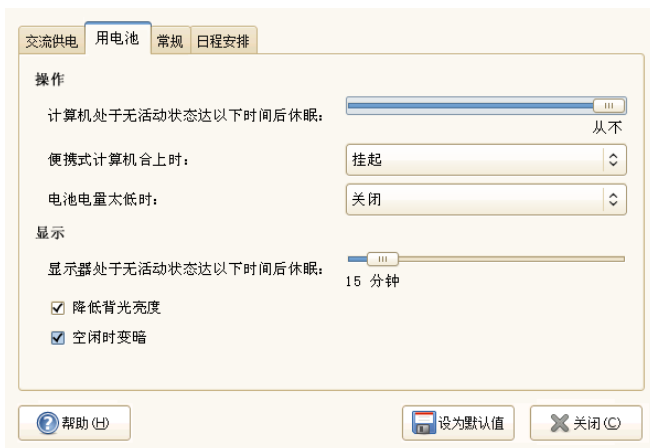 交流供电 用电池 常规 日程安排
操作
计算机处于无活动状态达以下时间后休眠：
从不
便携式计算机合上时： 挂起
电池电量太低时： 关闭
显示
显示器处于无活动状态达以下时间后休眠：
15 分钟
降低背光亮度
空闲时变暗
帮助(H) 设为默认值 关闭(C)